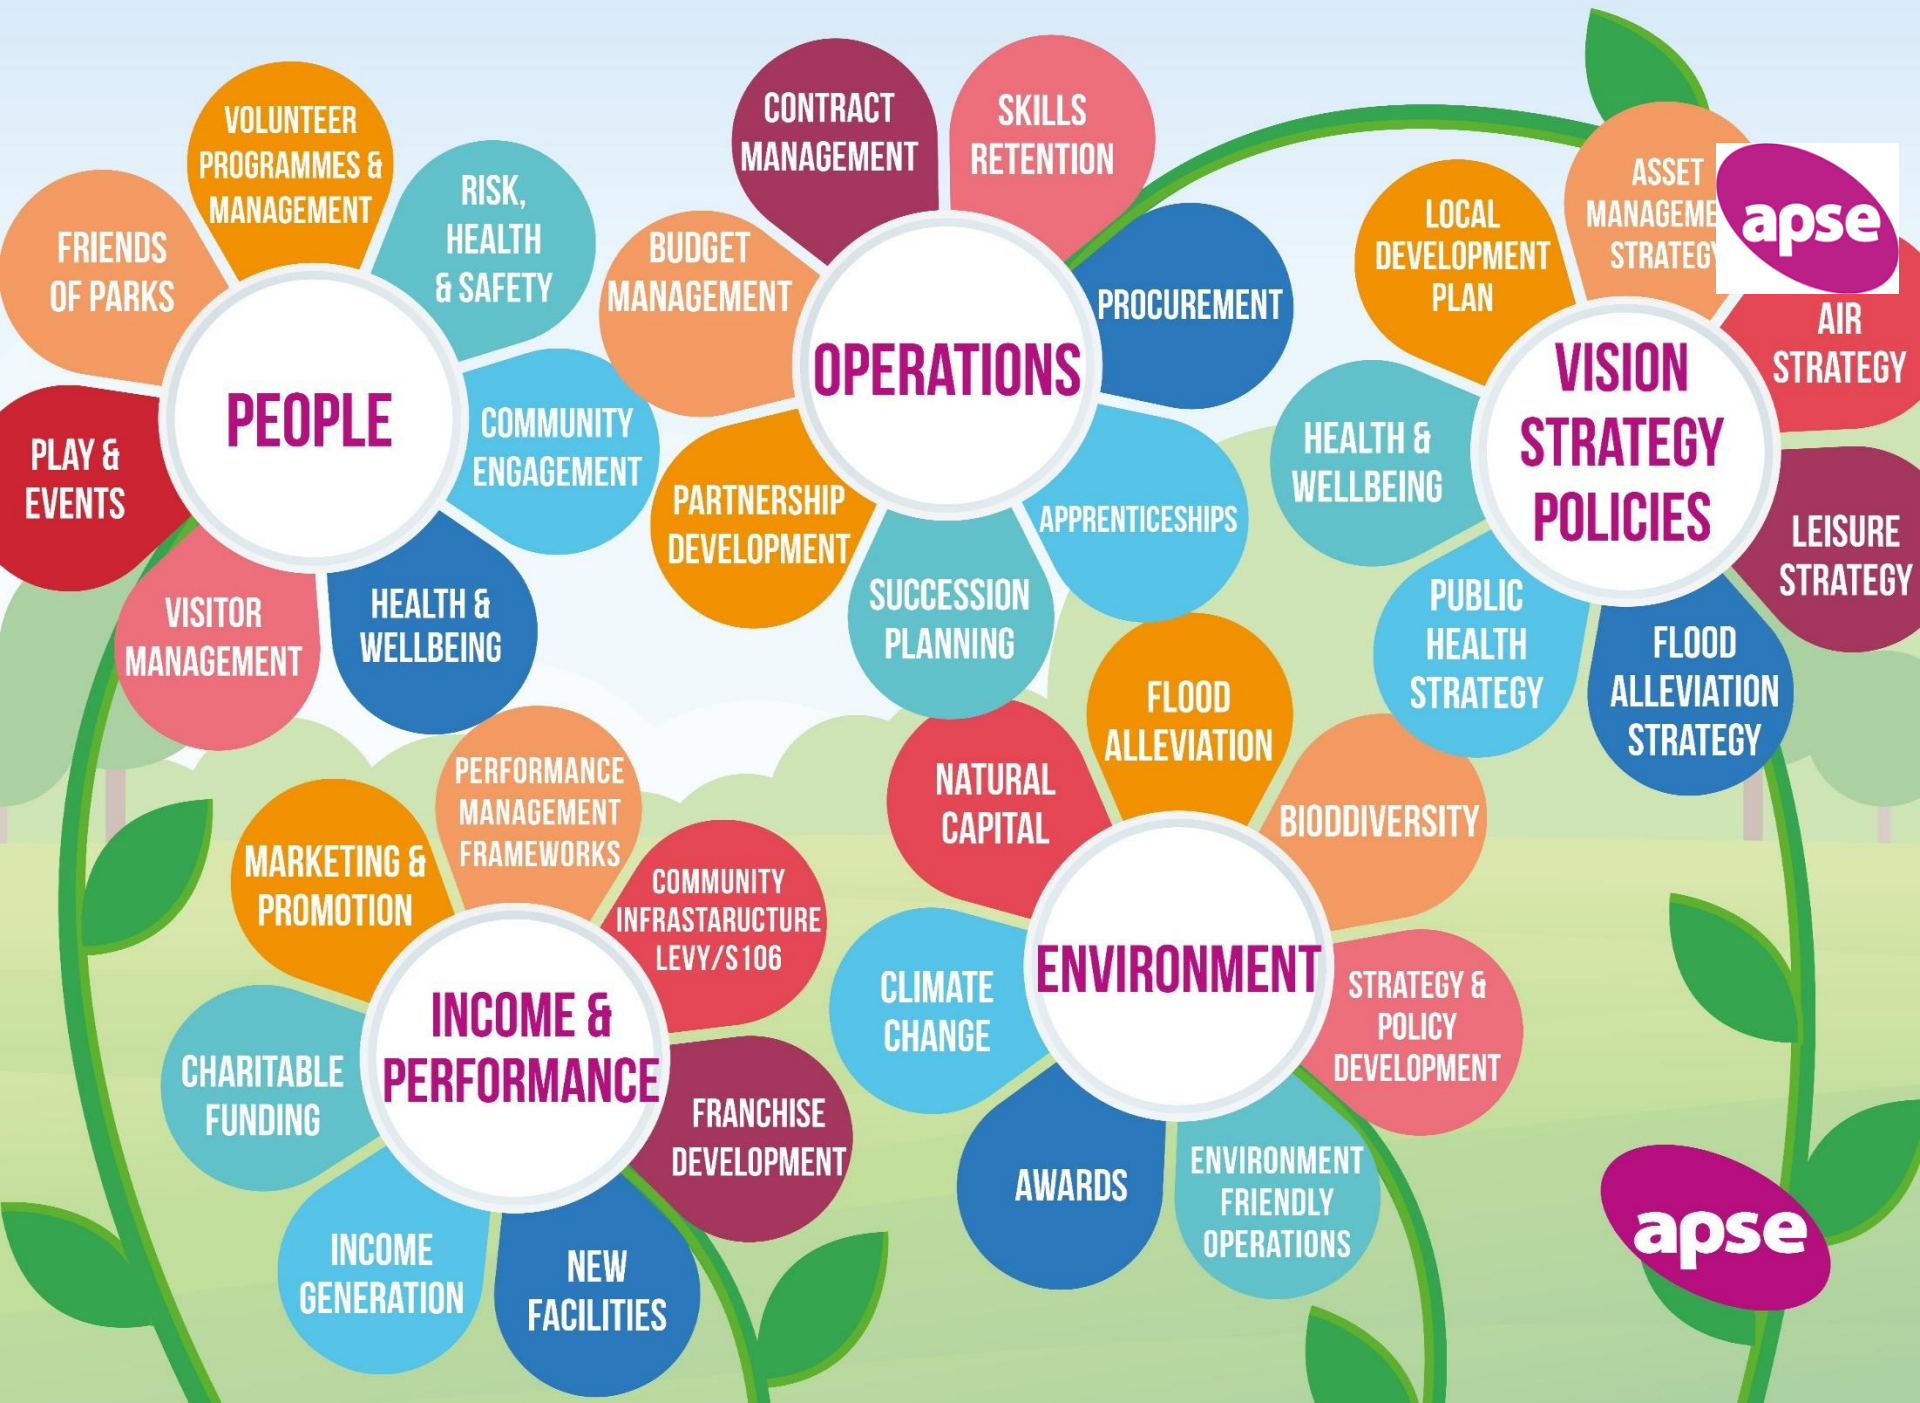 VOLUNTEER
PROGRAMMES &
MANAGEMENT
FRIENDS
OF PARKS
RISK,
HEALTH
& SAFETY
PEOPLE
PLAY &
EVENTS
COMMUNITY
ENGAGEMENT
VISITOR
MANAGEMENT
HEALTH &
WELLBEING
CONTRACT
MANAGEMENT
SKILLS
RETENTION
BUDGET
MANAGEMENT
PROCUREMENT
OPERATIONS
PARTNERSHIP
DEVELOPMENT
APPRENTICESHIPS
SUCCESSION
PLANNING
LOCAL
DEVELOPMENT
PLAN
ASSET
MANAGEME
STRATEGY
apse
AIR
STRATEGY
VISION
STRATEGY
POLICIES
HEALTH &
WELLBEING
LEISURE
STRATEGY
PUBLIC
HEALTH
STRATEGY
FLOOD
ALLEVIATION
STRATEGY
PERFORMANCE
MANAGEMENT
FRAMEWORKS
MARKETING &
PROMOTION
COMMUNITY
INFRASTARUCTURE
LEVY/S106
INCOME &
PERFORMANCE
CHARITABLE
FUNDING
FRANCHISE
DEVELOPMENT
INCOME
GENERATION
NEW
FACILITIES
FLOOD
ALLEVIATION
NATURAL
CAPITAL
BIODDIVERSITY
ENVIRONMENT
CLIMATE
CHANGE
STRATEGY &
POLICY
DEVELOPMENT
AWARDS
ENVIRONMENT
FRIENDLY
OPERATIONS
apse